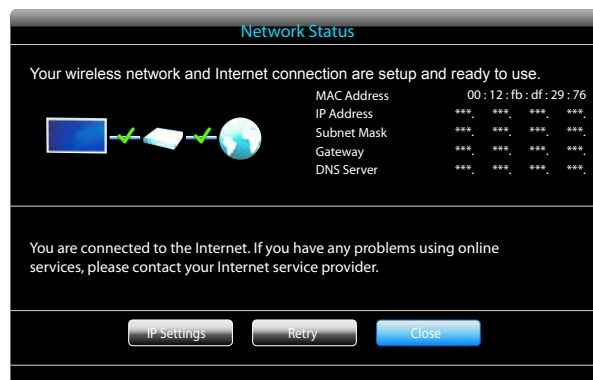 Network Status
Your wireless network and Internet connection are setup and ready to use.
MAC Address 00 : 12 : fb : df : 29 : 76
IP Address ***. ***. ***. ***.
Subnet Mask ***. ***. ***. ***.
Gateway ***. ***. ***. ***.
DNS Server ***. ***. ***. ***.
You are connected to the Internet. If you have any problems using online
services, please contact your Internet service provider.
IP Settings Retry Close